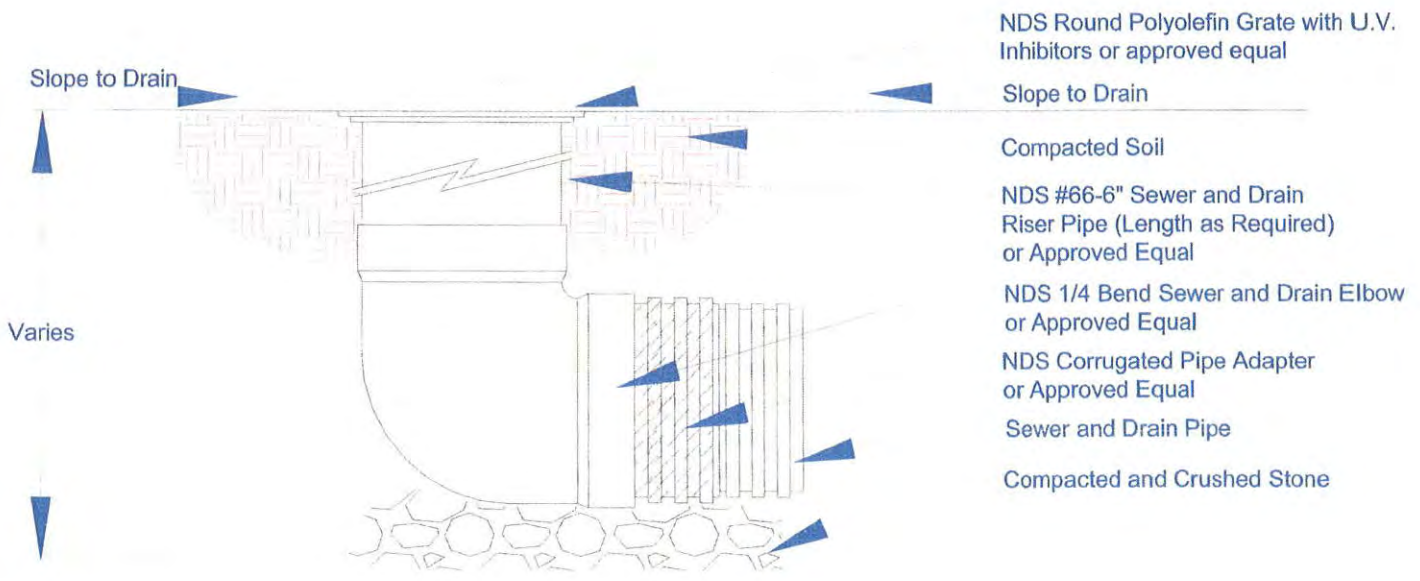 NDS Round Polyolefin Grate with U.V.
Inhibitors or approved equal
Slope to Drain
Slope to Drain
Compacted Soil
NDS #66-6" Sewer and Drain
Riser Pipe (Length as Required)
or Approved Equal
NDS 1/4 Bend Sewer and Drain Elbow
or Approved Equal
Varies
NDS Corrugated Pipe Adapter
or Approved Equal
Sewer and Drain Pipe
Compacted and Crushed Stone